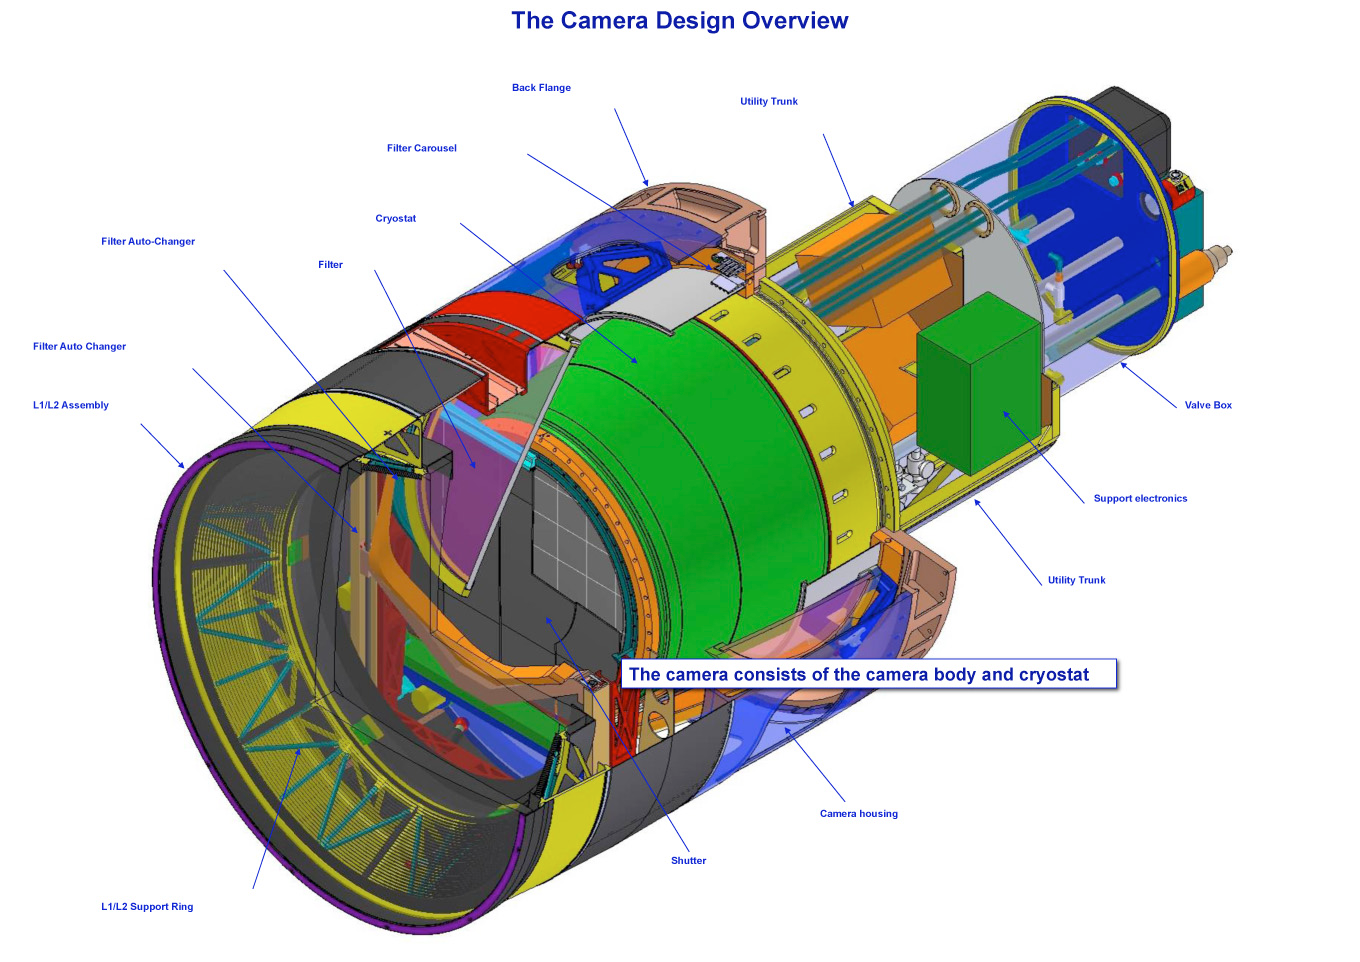 The Camera Design Overview
Back Flange
Utility Trunk
Filter Carousel
Cryostat
Filter Auto-Changer
Filter
Filter Auto Changer
L1/L2 Assembly
Valve Box
Support electronics
Utility Trunk
The camera consists of the camera body and cryostat
Camera housing
Shutter
L1/L2 Support Ring